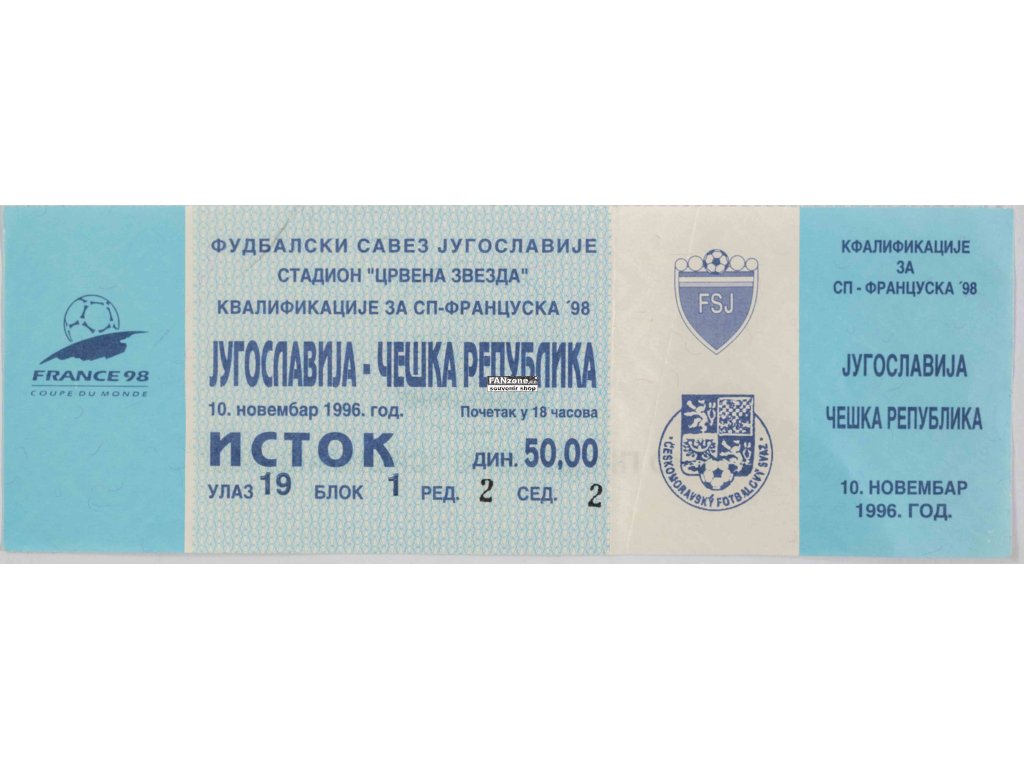 FRANCE 98
COUPE DU MONDE
ФУДБАЛСКИ САВЕЗ ЈУГОСЛАВИЈЕ
СТАДИОН "ЦРВЕНА ЗВЕЗДА"
КВАЛИФИКАЦИЈЕ ЗА СП-ФРАНЦУСКА ´98
ЈУГОСЛАВИЈА - ЧЕШКА РЕПУБЛИКА
FANzone.cz
souvenir shop
10. новембар 1996. год. Почетак у 18 часова
ИСТОК ДИН. 50,00
УЛАЗ 19 БЛОК 1 РЕД. 2 СЕД. 2
FSJ
ČESKOMORAVSKÝ FOTBALOVÝ SVAZ
КФАЛИФИКАЦИЈЕ
ЗА
СП - ФРАНЦУСКА ´98
ЈУГОСЛАВИЈА
ЧЕШКА РЕПУБЛИКА
10. НОВЕМБАР
1996. ГОД.